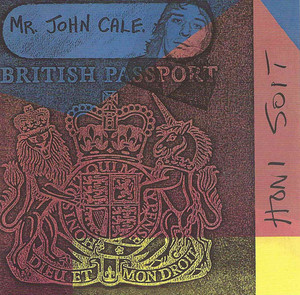 MR. JOHN CALE.
BRITISH PASSPORT
DIEU ET MON DROIT
HONI SOIT